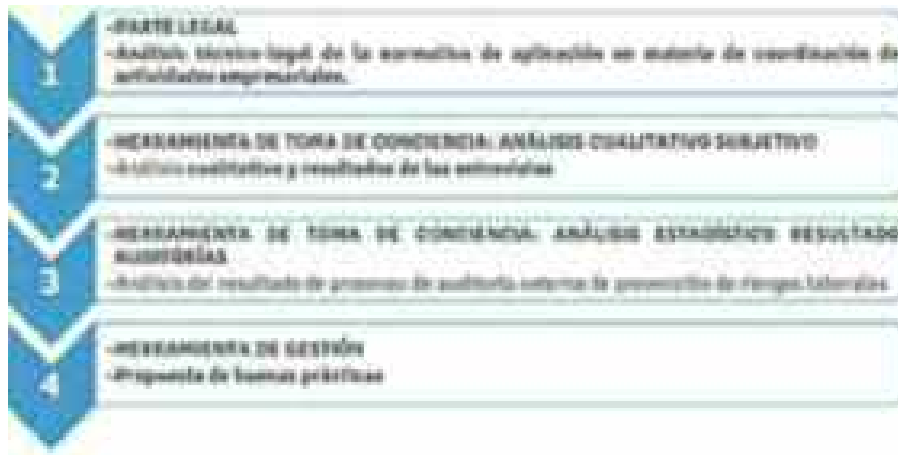 1
-PARTE LEGAL
-Análisis técnico-legal de la normativa de aplicación en materia de coordinación de
actividades empresariales.
2
-HERRAMIENTA DE TOMA DE CONCIENCIA: ANÁLISIS CUALITATIVO SUBJETIVO
-Análisis cualitativo y resultados de las entrevistas
3
-HERRAMIENTA DE TOMA DE CONCIENCIA: ANÁLISIS ESTADÍSTICO RESULTADO
AUDITORÍAS
-Análisis del resultado de procesos de auditoría externa de prevención de riesgos laborales
4
-HERRAMIENTA DE GESTIÓN
-Propuesta de buenas prácticas